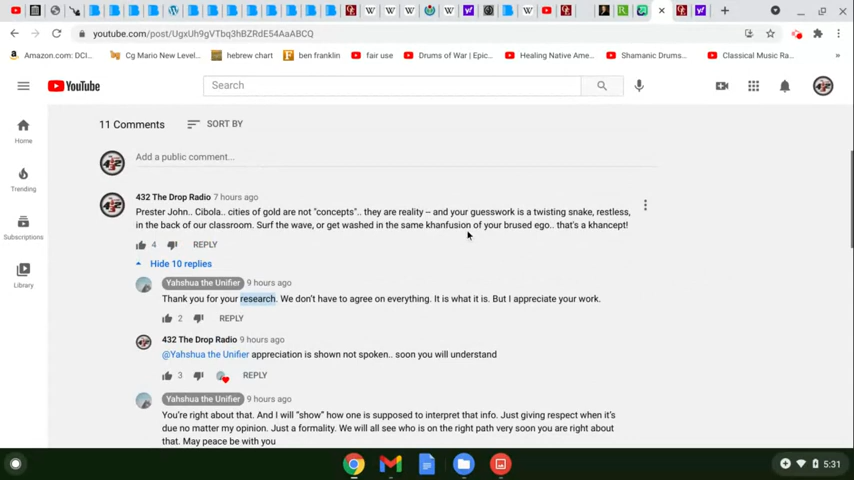 youtube.com/post/UgxUh9gVTbq3hBZRdE54AaABCQ
Amazon.com: DCI...
Cg Mario New Level...
hebrew chart
ben franklin
fair use
Drums of War | Epic...
Healing Native Amer...
Shamanic Drums...
Classical Music Ra...
YouTube
Search
11 Comments
SORT BY
Home
Add a public comment...
Trending
432 The Drop Radio 7 hours ago
Prester John.. Cibola.. cities of gold are not "concepts".. they are reality -- and your guesswork is a twisting snake, restless,
in the back of our classroom. Surf the wave, or get washed in the same khanfusion of your brused ego.. that's a khancept!
Subscriptions
4 REPLY
Hide 10 replies
Library
Yahshua the Unifier 9 hours ago
Thank you for your research. We don't have to agree on everything. It is what it is. But I appreciate your work.
2 REPLY
432 The Drop Radio 9 hours ago
@Yahshua the Unifier appreciation is shown not spoken.. soon you will understand
3 REPLY
Yahshua the Unifier 9 hours ago
You're right about that. And I will "show" how one is supposed to interpret that info. Just giving respect when it's
due no matter my opinion. Just a formality. We will all see who is on the right path very soon you are right about
that. May peace be with you
5:31